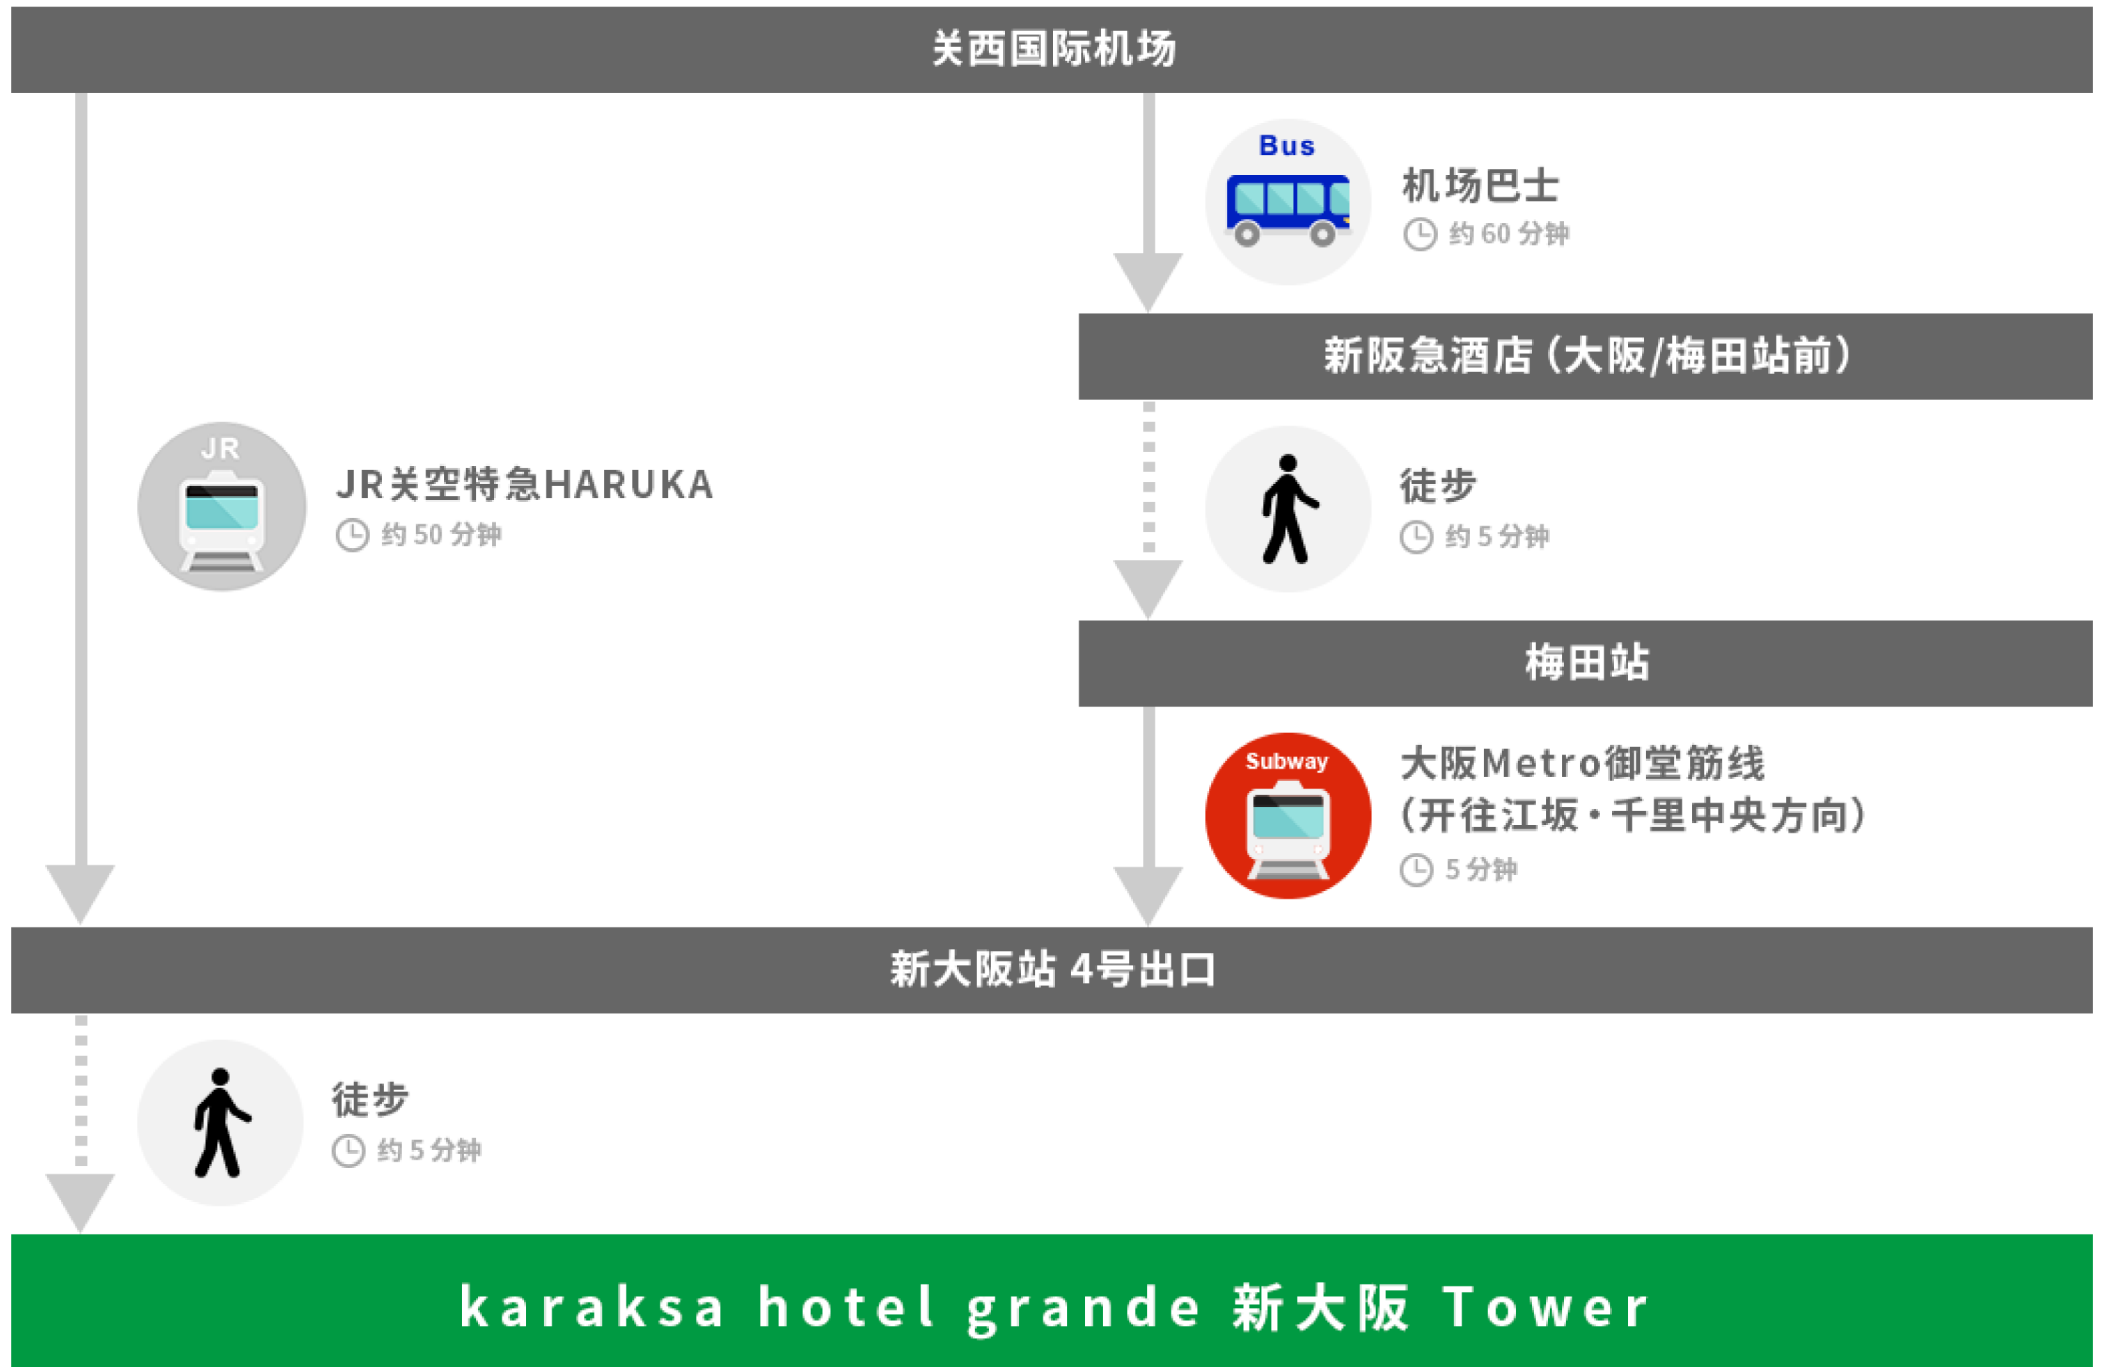 关西国际机场
Bus
机场巴士
约 60 分钟
新阪急酒店（大阪/梅田站前）
JR
JR关空特急HARUKA
约 50 分钟
徒步
约 5 分钟
梅田站
Subway
大阪Metro御堂筋线
（开往江坂・千里中央方向）
5 分钟
新大阪站 4号出口
徒步
约 5 分钟
karaksa hotel grande 新大阪 Tower